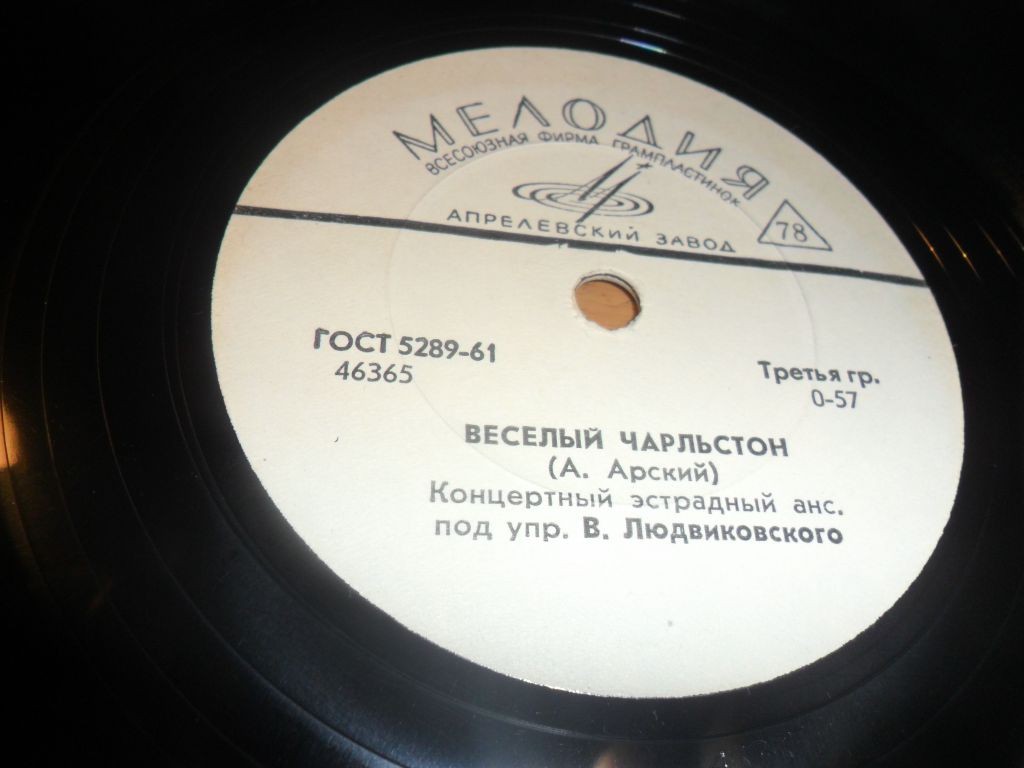 МЕЛОДИЯ
ВСЕСОЮЗНАЯ ФИРМА ГРАМПЛАСТИНОК
АПРЕЛЕВСКИЙ ЗАВОД
78
ГОСТ 5289-61
46365
Третья гр.
0-57
ВЕСЕЛЫЙ ЧАРЛЬСТОН
(А. Арский)
Концертный эстрадный анс.
под упр. В. Людвиковского